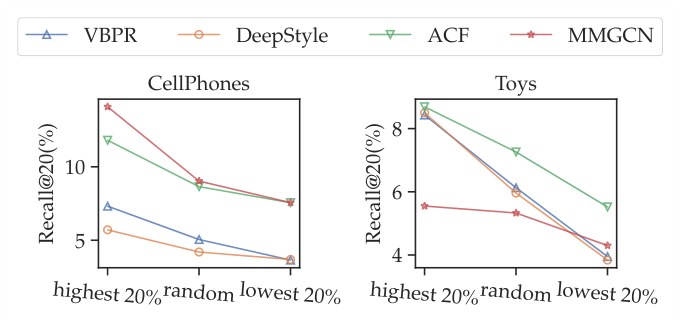 VBPR DeepStyle ACF MMGCN
CellPhones
Recall@20(%)
10
5
highest 20% random lowest 20%
Toys
Recall@20(%)
8
6
4
highest 20% random lowest 20%